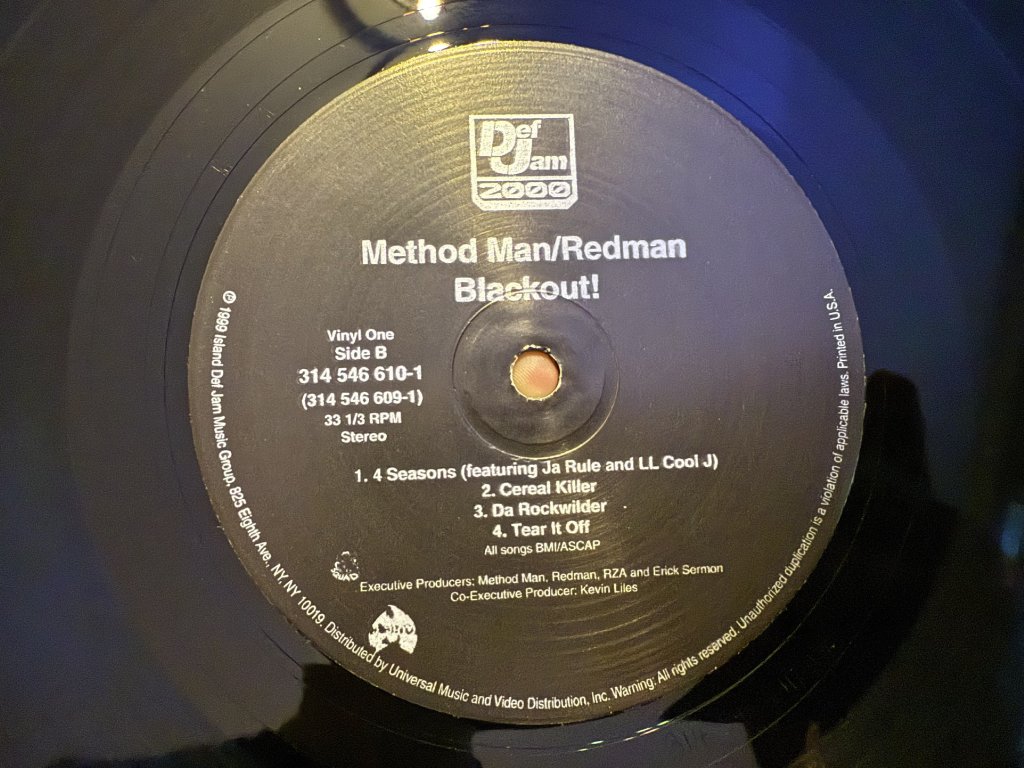 Def
Jam
2000
Method Man/Redman
Blackout!
Vinyl One
Side B
314 546 610-1
(314 546 609-1)
33 1/3 RPM
Stereo
1. 4 Seasons (featuring Ja Rule and LL Cool J)
2. Cereal Killer
3. Da Rockwilder
4. Tear It Off
All songs BMI/ASCAP
Executive Producers: Method Man, Redman, RZA and Erick Sermon
Co-Executive Producer: Kevin Liles
℗ 1999 Island Def Jam Music Group, 825 Eighth Ave., NY, NY 10019. Distributed by Universal Music and Video Distribution, Inc. Warning: All rights reserved. Unauthorized duplication is a violation of applicable laws. Printed in U.S.A.